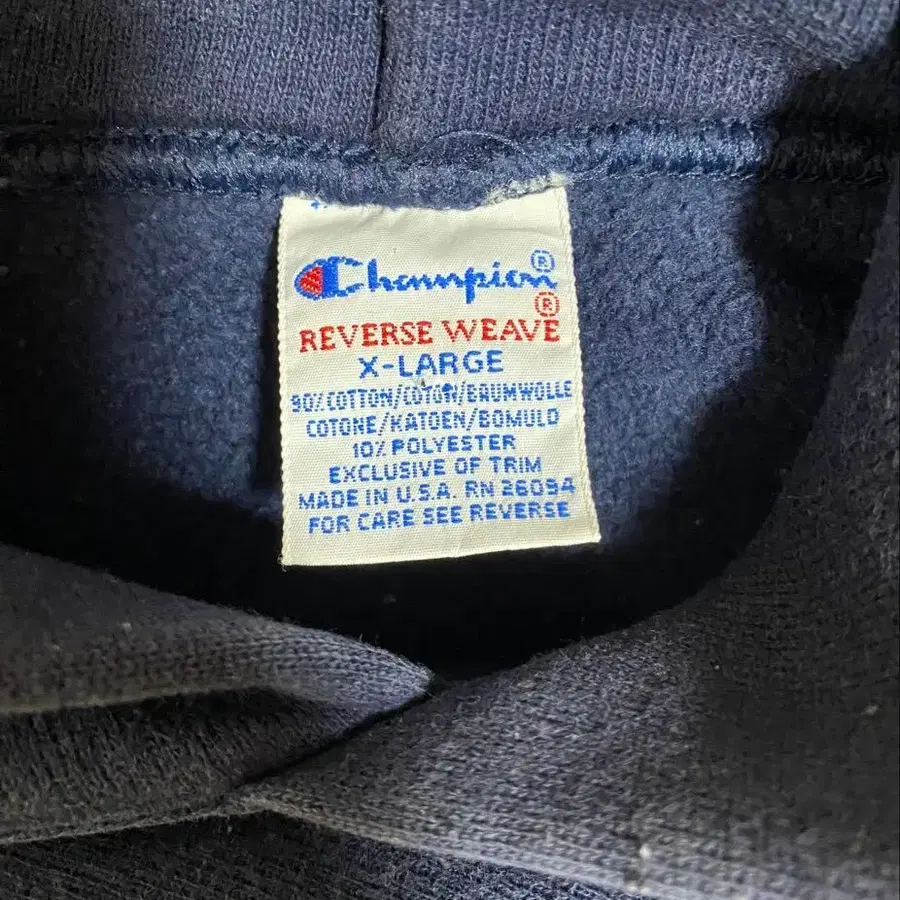 Champion®
REVERSE WEAVE®
X-LARGE
90% COTTON/COTON/BAUMWOLLE
COTONE/KATOEN/BOMULD
10% POLYESTER
EXCLUSIVE OF TRIM
MADE IN U.S.A. RN 26094
FOR CARE SEE REVERSE